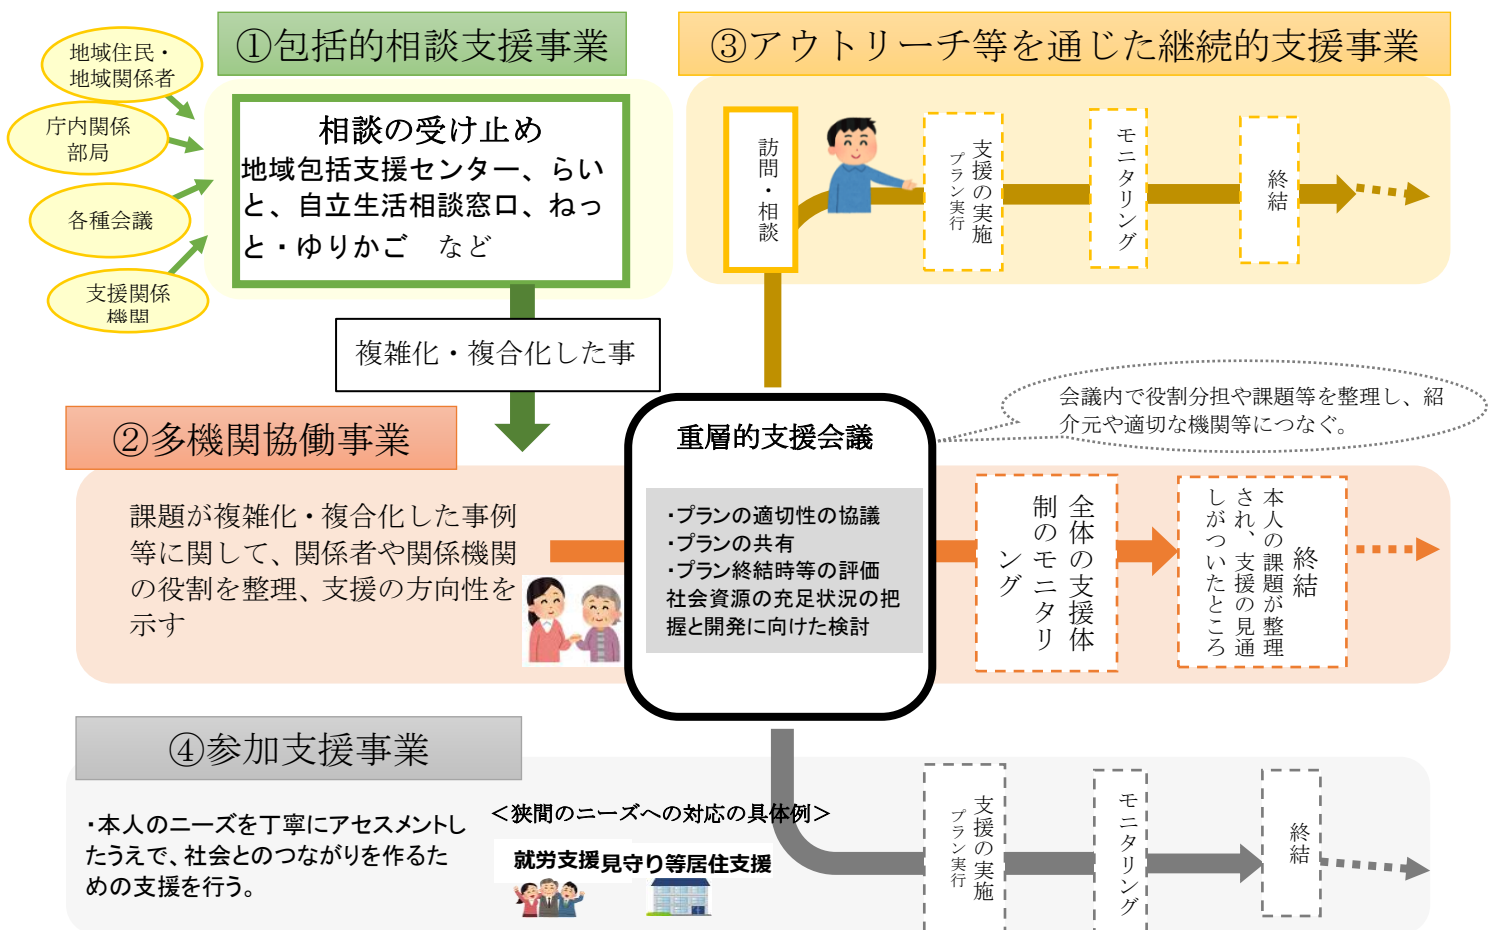 ①包括的相談支援事業
地域住民・
地域関係者
庁内関係
部局
各種会議
支援関係
機関
相談の受け止め
地域包括支援センター、らい
と、自立生活相談窓口、ねっ
と・ゆりかご　など
複雑化・複合化した事
③アウトリーチ等を通じた継続的支援事業
訪問・相談
支援の実施
プラン実行
モニタリング
終結
会議内で役割分担や課題等を整理し、紹
介元や適切な機関等につなぐ。
②多機関協働事業
課題が複雑化・複合化した事例
等に関して、関係者や関係機関
の役割を整理、支援の方向性を
示す
重層的支援会議
・プランの適切性の協議
・プランの共有
・プラン終結時等の評価
社会資源の充足状況の把
握と開発に向けた検討
全体の支援体
制のモニタリ
ング
終結
本人の課題が整理
され、支援の見通
しがついたところ
④参加支援事業
・本人のニーズを丁寧にアセスメントし
たうえで、社会とのつながりを作るた
めの支援を行う。
＜狭間のニーズへの対応の具体例＞
就労支援
見守り等居住支援
支援の実施
プラン実行
モニタリング
終結